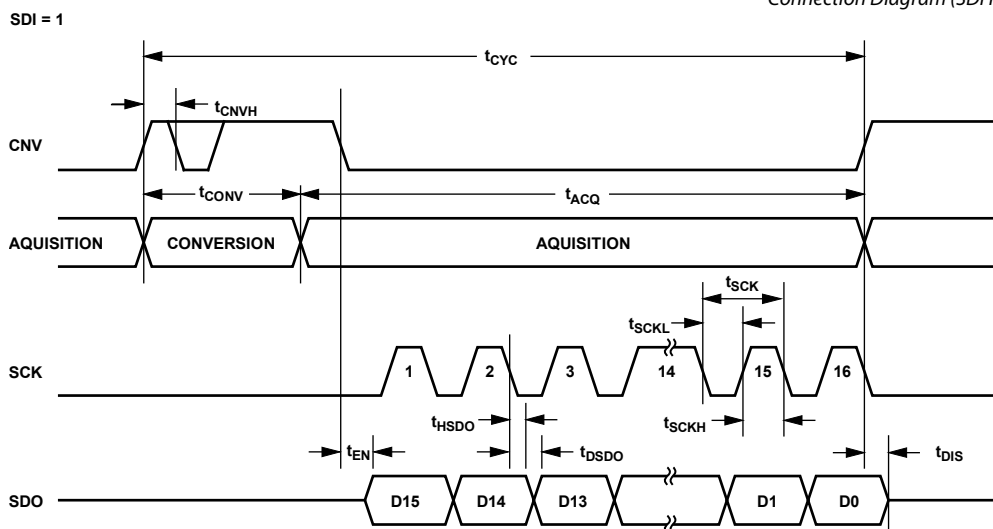 Connection Diagram (SDI
SDI = 1
tCYC
tCNVH
CNV
tCONV
tACQ
AQUISITION
CONVERSION
AQUISITION
tSCK
tSCKL
SCK
1
2
3
14
15
16
tHSDO
tSCKH
tEN
tDSDO
tDIS
SDO
D15
D14
D13
D1
D0